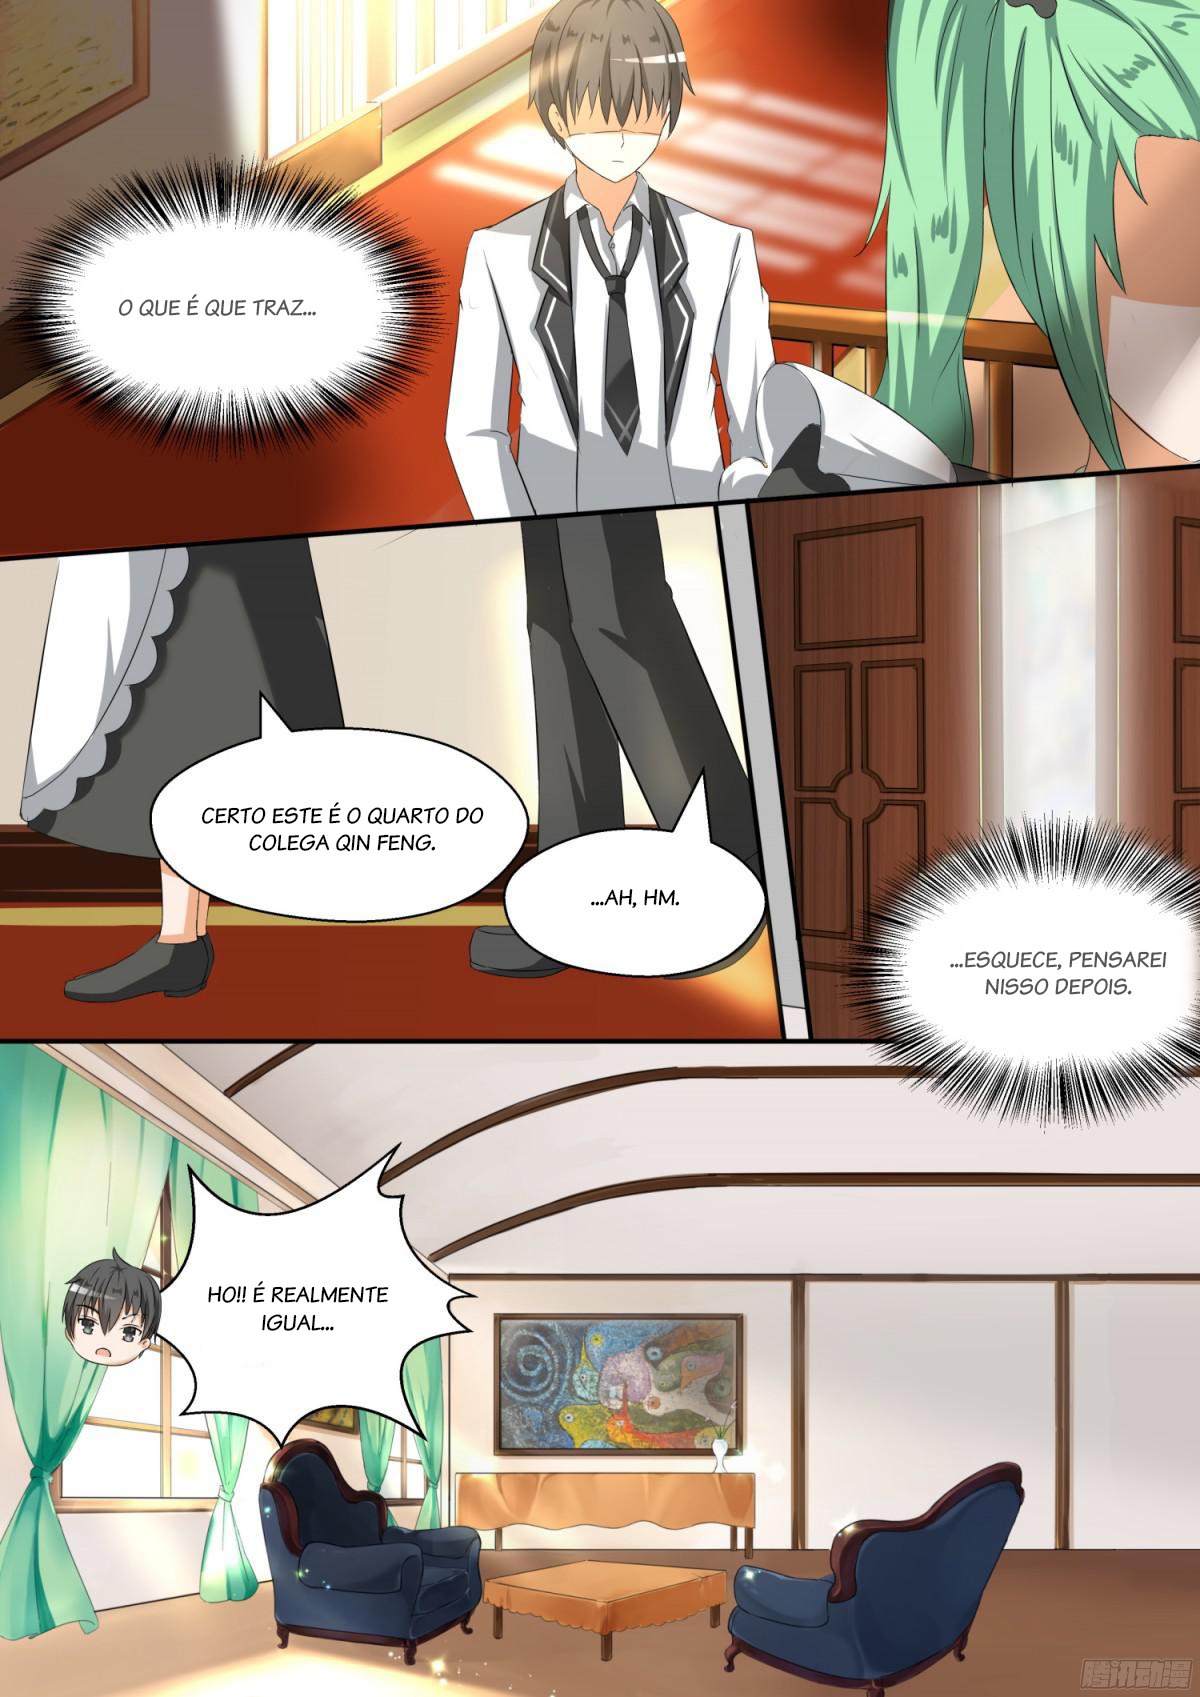 O QUE É QUE TRAZ...
CERTO ESTE É O QUARTO DO
COLEGA QIN FENG.
...AH, HM.
...ESQUECE, PENSAREI
NISSO DEPOIS.
HO!! É REALMENTE
IGUAL...
腾讯动漫